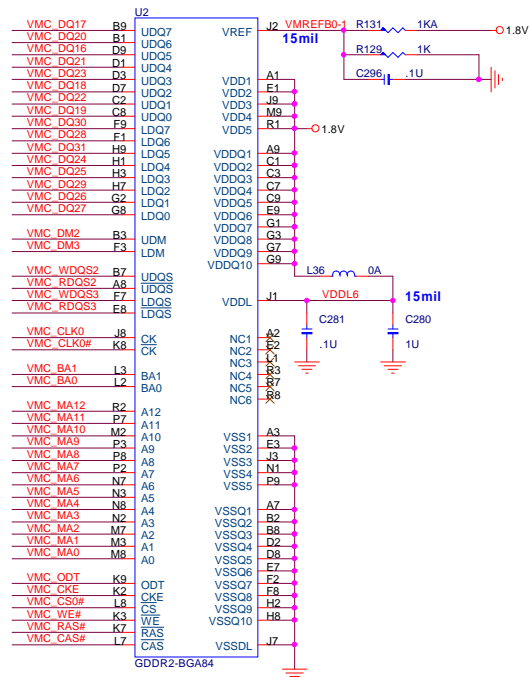 U2
VMC_DQ17 B9 UDQ7 VREF J2 VMREFB0-1 R131 1KA 1.8V
VMC_DQ20 B1 UDQ6 15mil
VMC_DQ16 D9 UDQ5 R129 1K
VMC_DQ21 D1 UDQ4
VMC_DQ23 D3 UDQ3 VDD1 A1 C296 .1U
VMC_DQ18 D7 UDQ2 VDD2 E1
VMC_DQ22 C2 UDQ1 VDD3 J9
VMC_DQ19 C8 UDQ0 VDD4 M9
VMC_DQ30 F9 LDQ7 VDD5 R1 1.8V
VMC_DQ28 F1 LDQ6
VMC_DQ31 H9 LDQ5 VDDQ1 A9
VMC_DQ24 H1 LDQ4 VDDQ2 C1
VMC_DQ25 H3 LDQ3 VDDQ3 C3
VMC_DQ29 H7 LDQ2 VDDQ4 C7
VMC_DQ26 G2 LDQ1 VDDQ5 C9
VMC_DQ27 G8 LDQ0 VDDQ6 E9
VDDQ7 G1
VMC_DM2 B3 UDM VDDQ8 G3
VMC_DM3 F3 LDM VDDQ9 G7
VDDQ10 G9
VMC_WDQS2 B7 UDQS L36 0A
VMC_RDQS2 A8 UDQS
VMC_WDQS3 F7 LDQS VDDL J1 VDDL6 15mil
VMC_RDQS3 E8 LDQS
C281 C280
VMC_CLK0 J8 CK NC1 A2 .1U 1U
VMC_CLK0# K8 CK NC2 E2
NC3 L1
VMC_BA1 L3 BA1 NC4 R3
VMC_BA0 L2 BA0 NC5 R7
NC6 R8
VMC_MA12 R2 A12
VMC_MA11 P7 A11
VMC_MA10 M2 A10 VSS1 A3
VMC_MA9 P3 A9 VSS2 E3
VMC_MA8 P8 A8 VSS3 J3
VMC_MA7 P2 A7 VSS4 N1
VMC_MA6 N7 A6 VSS5 P9
VMC_MA5 N3 A5
VMC_MA4 N8 A4 VSSQ1 A7
VMC_MA3 N2 A3 VSSQ2 B2
VMC_MA2 M7 A2 VSSQ3 B8
VMC_MA1 M3 A1 VSSQ4 D2
VMC_MA0 M8 A0 VSSQ5 D8
VSSQ6 E7
VMC_ODT K9 ODT VSSQ7 F2
VMC_CKE K2 CKE VSSQ8 F8
VMC_CS0# L8 CS VSSQ9 H2
VMC_WE# K3 WE VSSQ10 H8
VMC_RAS# K7 RAS
VMC_CAS# L7 CAS VSSDL J7
GDDR2-BGA84